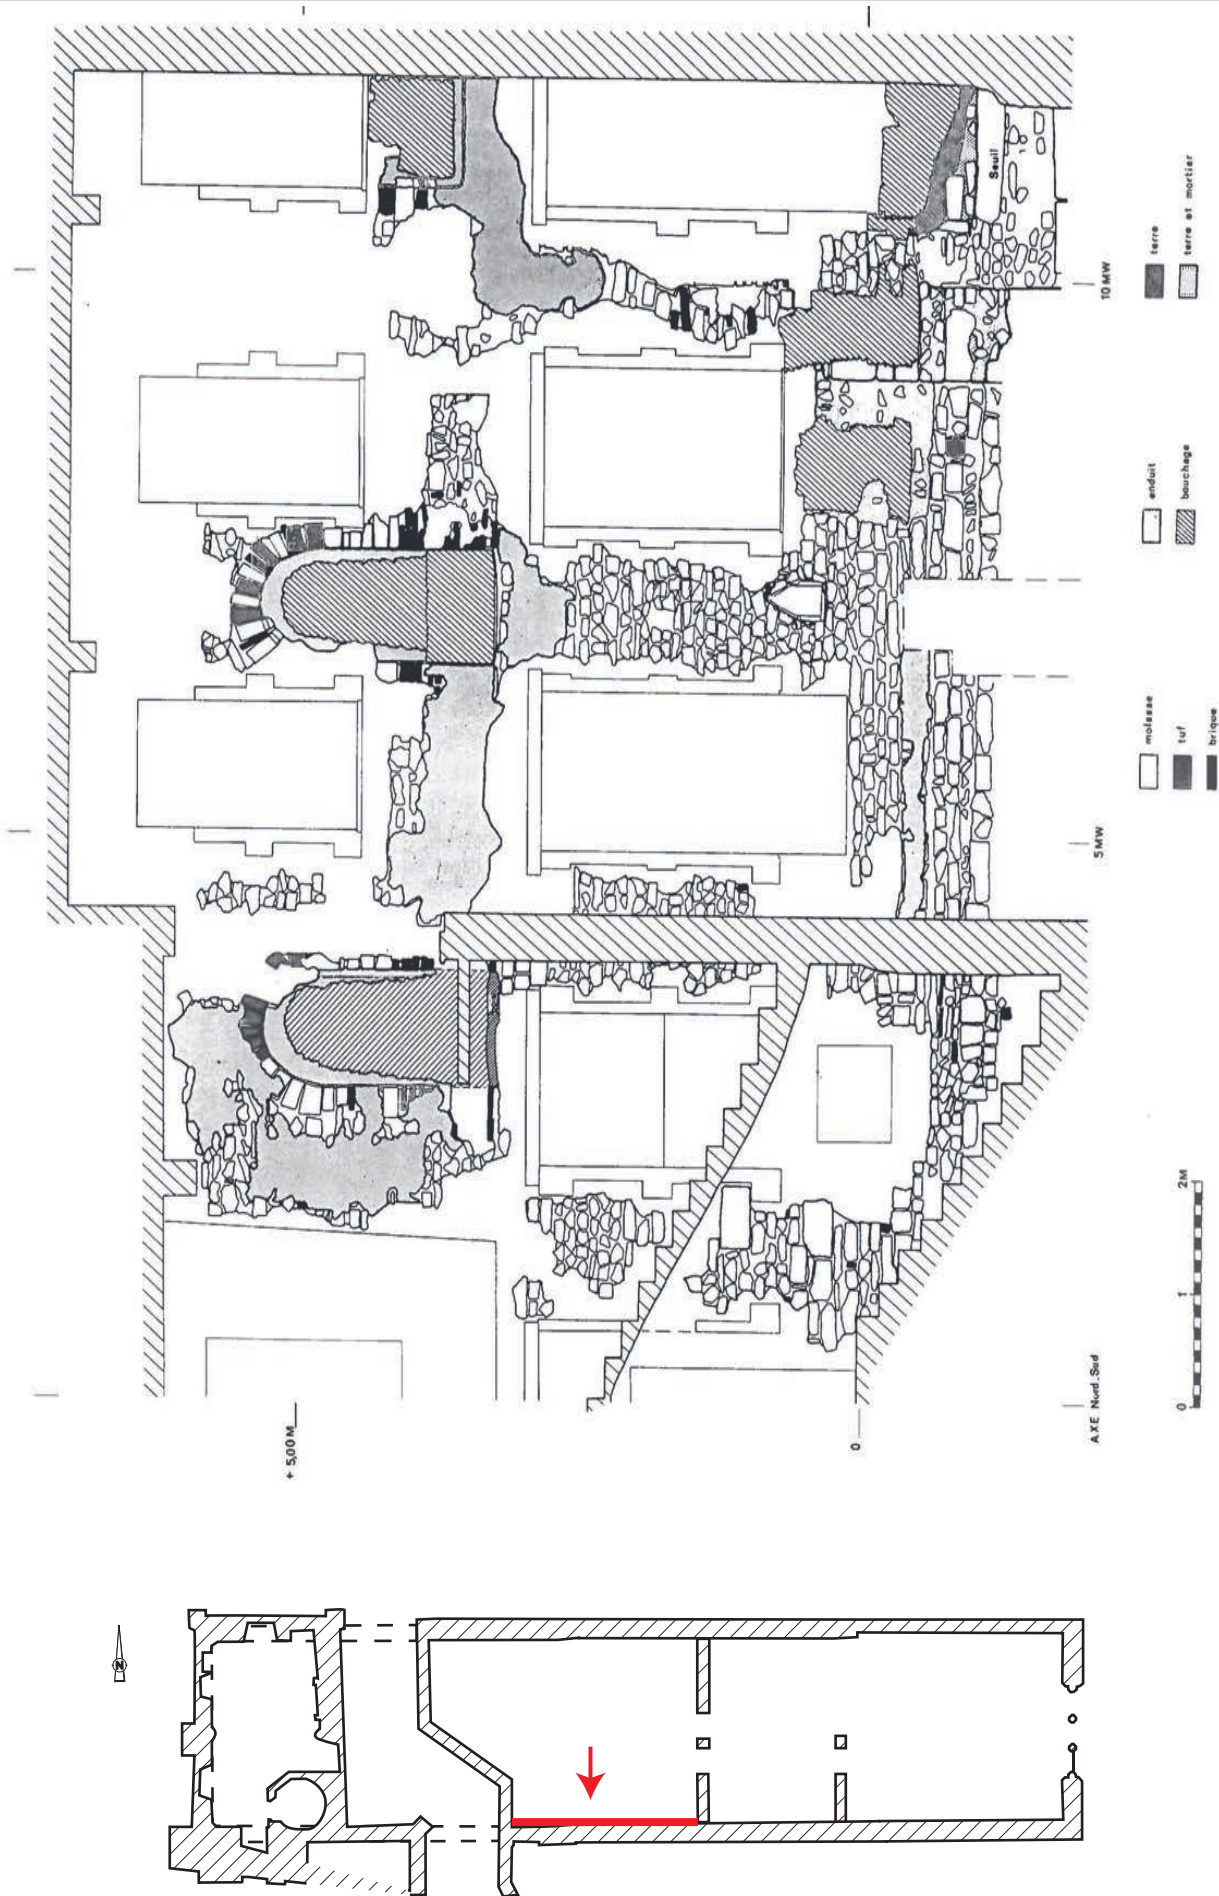 Seuil
terre
terre et mortier
10 MW
enduit
bouchage
molasse
tuf
brique
5 MW
2M
1
0
AXE Nord.Sud
+ 5,00 M
0
N